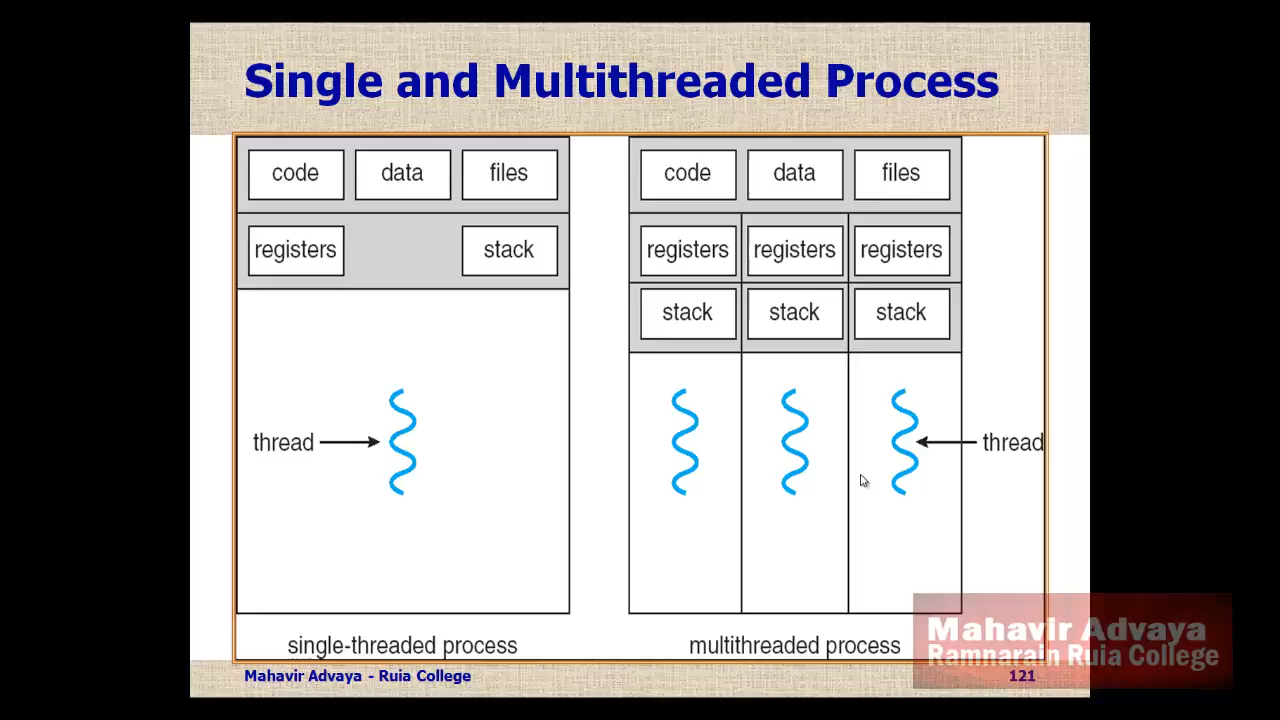 Single and Multithreaded Process
code data files
registers stack
thread
single-threaded process
code data files
registers registers registers
stack stack stack
thread
multithreaded process
Mahavir Advaya
Ramnarain Ruia College
Mahavir Advaya - Ruia College
121